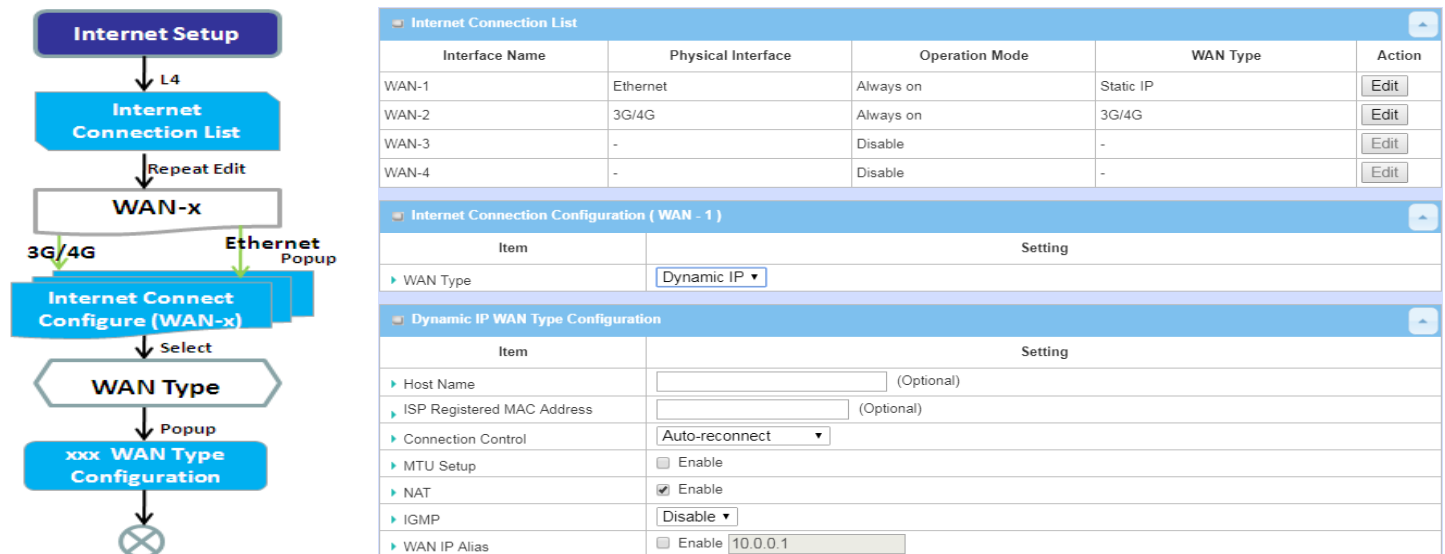 Internet Setup
L4
Internet
Connection List
Repeat Edit
WAN-x
3G/4G
Ethernet
Popup
Internet Connect
Configure (WAN-x)
Select
WAN Type
Popup
xxx WAN Type
Configuration
Internet Connection List
Interface Name Physical Interface Operation Mode WAN Type Action
WAN-1 Ethernet Always on Static IP Edit
WAN-2 3G/4G Always on 3G/4G Edit
WAN-3 - Disable - Edit
WAN-4 - Disable - Edit
Internet Connection Configuration ( WAN - 1 )
Item Setting
WAN Type Dynamic IP
Dynamic IP WAN Type Configuration
Item Setting
Host Name (Optional)
ISP Registered MAC Address (Optional)
Connection Control Auto-reconnect
MTU Setup Enable
NAT Enable
IGMP Disable
WAN IP Alias Enable 10.0.0.1